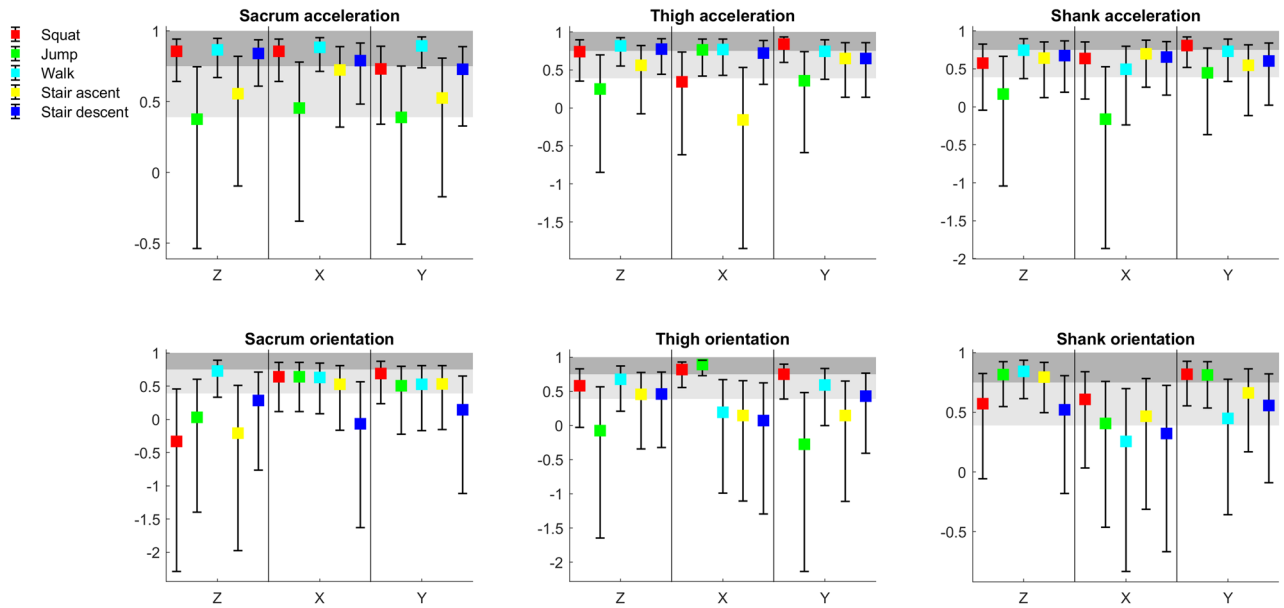 Squat
Jump
Walk
Stair ascent
Stair descent
Sacrum acceleration
1
0.5
0
-0.5
Z X Y
Thigh acceleration
1
0.5
0
-0.5
-1
-1.5
Z X Y
Shank acceleration
1
0.5
0
-0.5
-1
-1.5
-2
Z X Y
Sacrum orientation
1
0.5
0
-0.5
-1
-1.5
-2
Z X Y
Thigh orientation
1
0.5
0
-0.5
-1
-1.5
-2
Z X Y
Shank orientation
1
0.5
0
-0.5
Z X Y